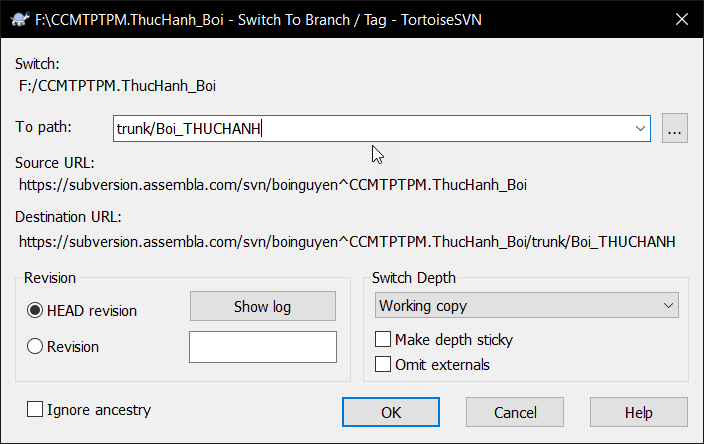 F:\CCMTPTPM.ThucHanh_Boi - Switch To Branch / Tag - TortoiseSVN
Switch:
F:/CCMTPTPM.ThucHanh_Boi
To path: trunk/Boi_THUCHANH ...
Source URL:
https://subversion.assembla.com/svn/boinguyen^CCMTPTPM.ThucHanh_Boi
Destination URL:
https://subversion.assembla.com/svn/boinguyen^CCMTPTPM.ThucHanh_Boi/trunk/Boi_THUCHANH
Revision
HEAD revision Show log
Revision
Switch Depth
Working copy
Make depth sticky
Omit externals
Ignore ancestry OK Cancel Help